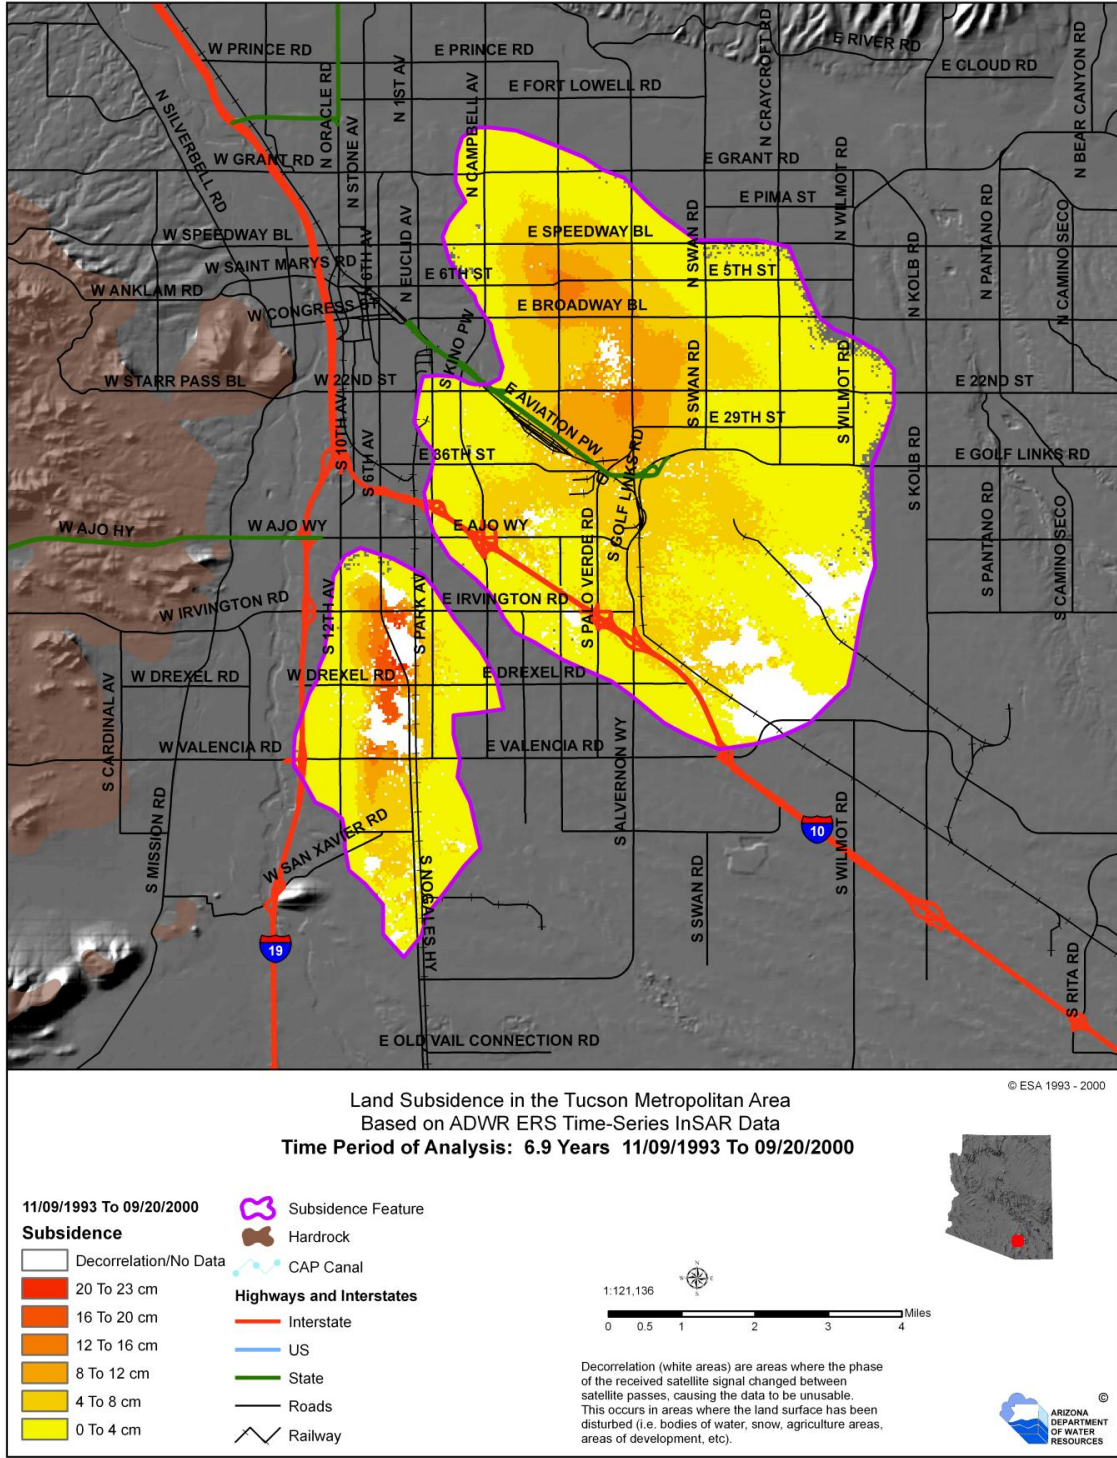 W PRINCE RD
E PRINCE RD
E RIVER RD
E CLOUD RD
E FORT LOWELL RD
N SILVERBELL RD
N ORACLE RD
N STONE AV
N 1ST AV
N CAMPBELL AV
N CRAYCROFT RD
N BEAR CANYON RD
W GRANT RD
E GRANT RD
N WILMOT RD
E PIMA ST
N PANTANO RD
N CAMINO SECO
W SPEEDWAY BL
E SPEEDWAY BL
N 6TH AV
N EUCLID AV
N SWAN RD
N KOLB RD
W SAINT MARYS RD
E 6TH ST
E 5TH ST
W ANKLAM RD
W CONGRESS ST
E BROADWAY BL
S KINO PW
W STARR PASS BL
W 22ND ST
E 22ND ST
E AVIATION PW
S SWAN RD
S WILMOT RD
E 29TH ST
S 10TH AV
S 6TH AV
E 36TH ST
S KOLB RD
E GOLF LINKS RD
S GOLF LINKS RD
W AJO HY
W AJO WY
E AJO WY
S PALO VERDE RD
S PANTANO RD
S CAMINO SECO
W IRVINGTON RD
S 12TH AV
S PARK AV
E IRVINGTON RD
S CARDINAL AV
W DREXEL RD
W DREXEL RD
E DREXEL RD
W VALENCIA RD
E VALENCIA RD
S ALVERNON WY
S MISSION RD
W SAN XAVIER RD
10
S WILMOT RD
S SWAN RD
S NOGALES HY
19
S RITA RD
E OLD VAIL CONNECTION RD
© ESA 1993 - 2000
Land Subsidence in the Tucson Metropolitan Area
Based on ADWR ERS Time-Series InSAR Data
Time Period of Analysis: 6.9 Years 11/09/1993 To 09/20/2000
11/09/1993 To 09/20/2000
Subsidence
Decorrelation/No Data
20 To 23 cm
16 To 20 cm
12 To 16 cm
8 To 12 cm
4 To 8 cm
0 To 4 cm
Subsidence Feature
Hardrock
CAP Canal
Highways and Interstates
Interstate
US
State
Roads
Railway
N
W E
S
1:121,136
Miles
0 0.5 1 2 3 4
Decorrelation (white areas) are areas where the phase
of the received satellite signal changed between
satellite passes, causing the data to be unusable.
This occurs in areas where the land surface has been
disturbed (i.e. bodies of water, snow, agriculture areas,
areas of development, etc).
©
ARIZONA
DEPARTMENT
OF WATER
RESOURCES